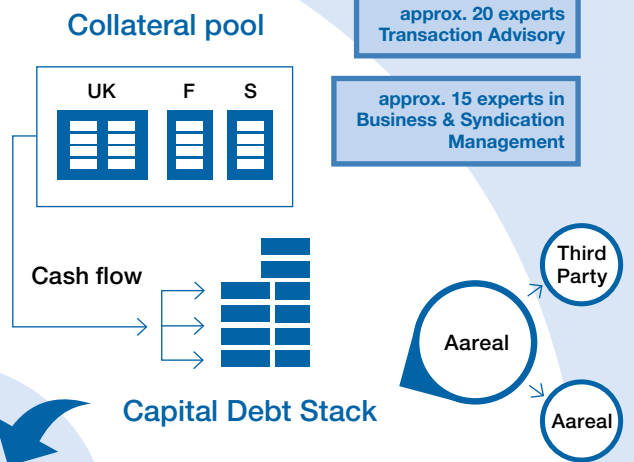 Collateral pool
approx. 20 experts
Transaction Advisory
UK F S
approx. 15 experts in
Business & Syndication
Management
Cash flow
Third
Party
Aareal
Capital Debt Stack
Aareal